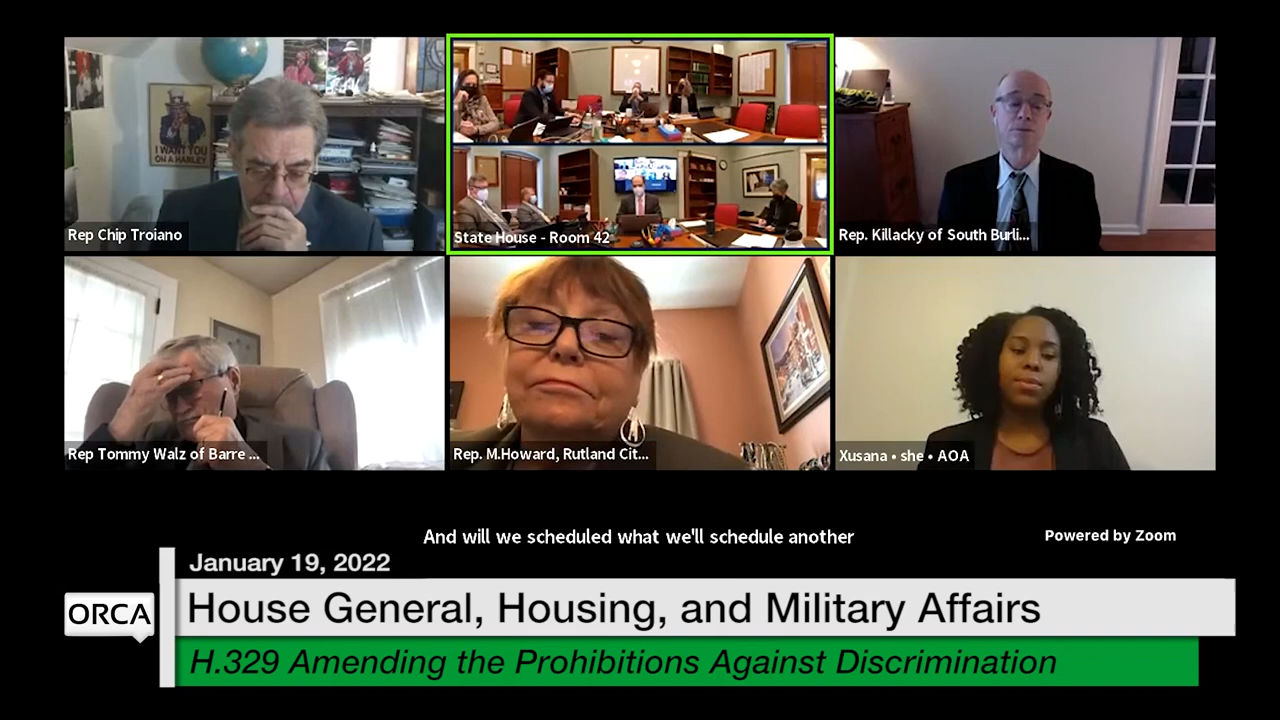 I WANT YOU
ON A HARLEY
Rep Chip Troiano
State House - Room 42
Rep. Killacky of South Burli...
Rep Tommy Walz of Barre ...
Rep. M.Howard, Rutland Cit...
Xusana • she • AOA
And will we scheduled what we'll schedule another
Powered by Zoom
January 19, 2022
ORCA
House General, Housing, and Military Affairs
H.329 Amending the Prohibitions Against Discrimination